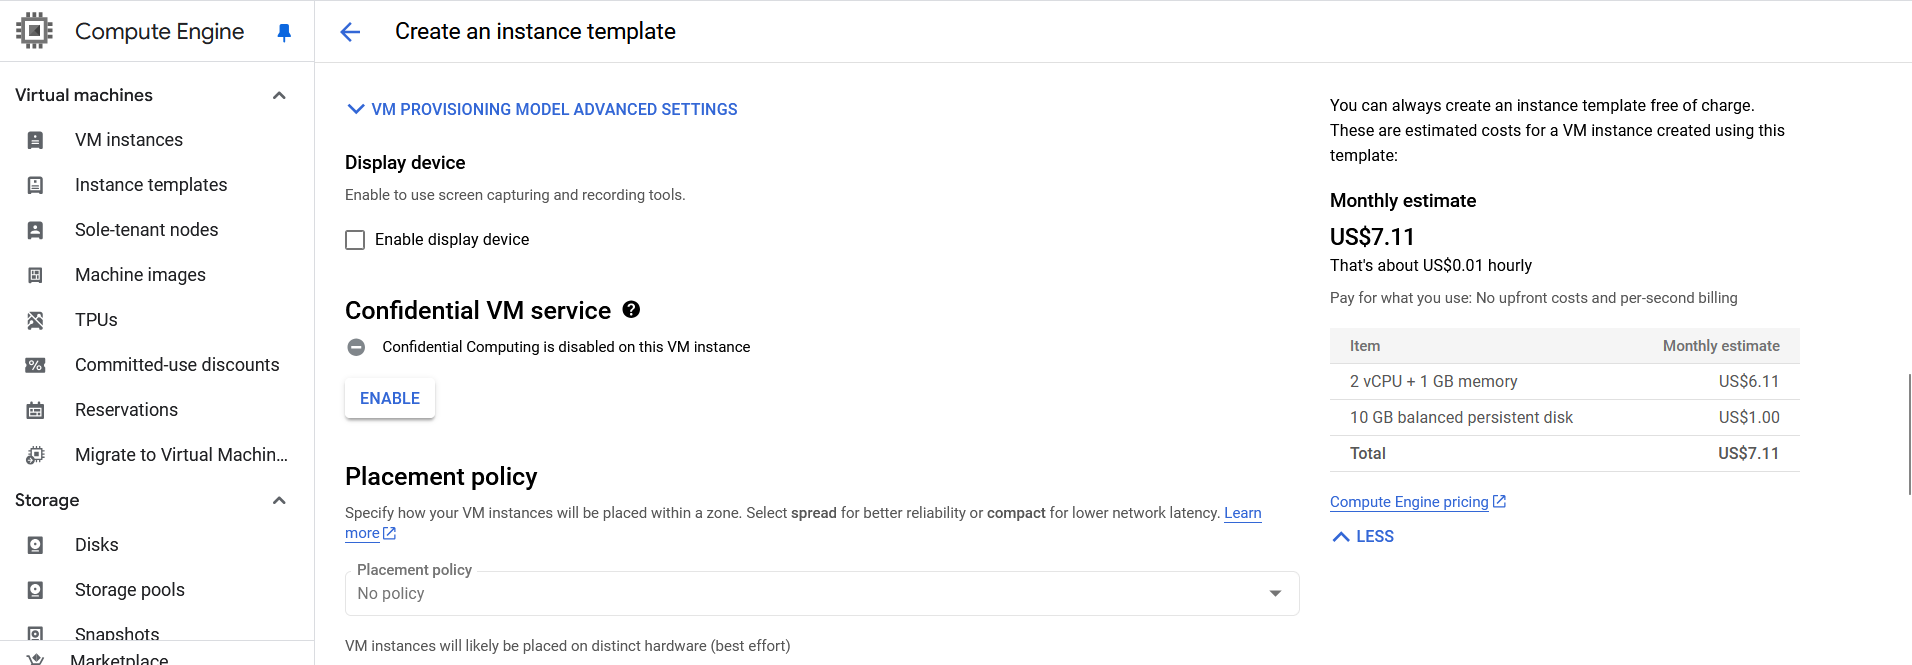 Compute Engine
Create an instance template
Virtual machines
VM instances
Instance templates
Sole-tenant nodes
Machine images
TPUs
Committed-use discounts
Reservations
Migrate to Virtual Machin...
Storage
Disks
Storage pools
Snapshots
Marketplace
VM PROVISIONING MODEL ADVANCED SETTINGS
Display device
Enable to use screen capturing and recording tools.
Enable display device
Confidential VM service
Confidential Computing is disabled on this VM instance
ENABLE
Placement policy
Specify how your VM instances will be placed within a zone. Select spread for better reliability or compact for lower network latency. Learn
more
Placement policy
No policy
VM instances will likely be placed on distinct hardware (best effort)
You can always create an instance template free of charge.
These are estimated costs for a VM instance created using this
template:
Monthly estimate
US$7.11
That's about US$0.01 hourly
Pay for what you use: No upfront costs and per-second billing
Item Monthly estimate
2 vCPU + 1 GB memory US$6.11
10 GB balanced persistent disk US$1.00
Total US$7.11
Compute Engine pricing
LESS